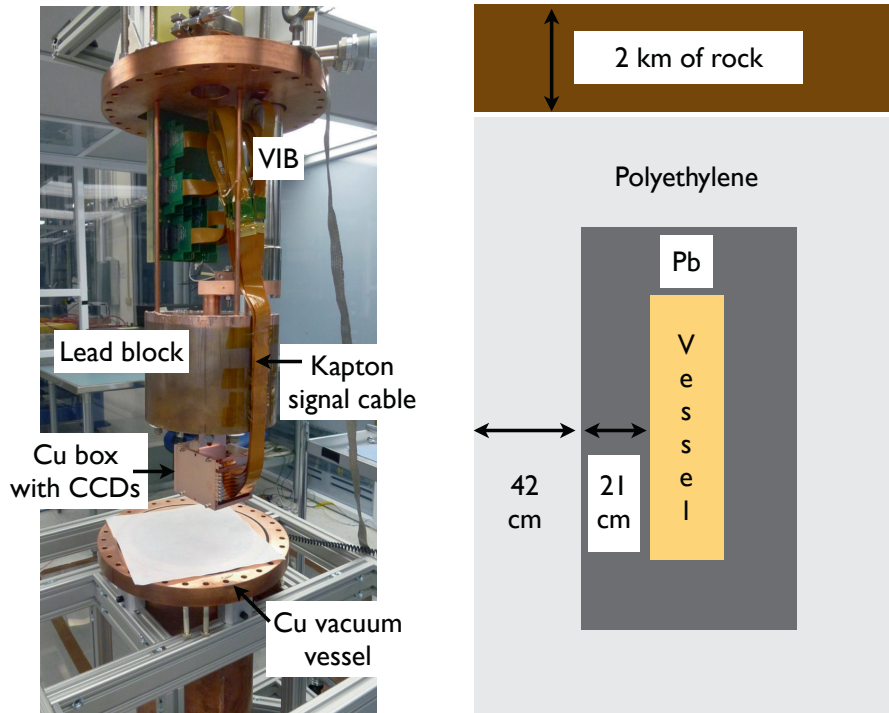 VIB
Lead block
Kapton
signal cable
Cu box
with CCDs
Cu vacuum
vessel
2 km of rock
Polyethylene
Pb
V
e
s
s
e
l
42
cm
21
cm